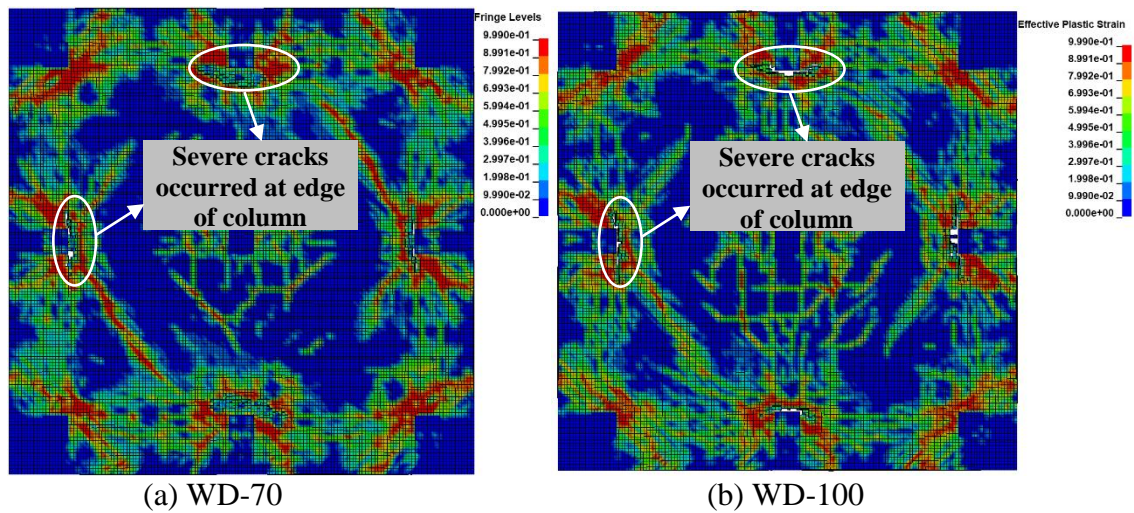 Fringe Levels
9.990e-01
8.991e-01
7.992e-01
6.993e-01
5.994e-01
4.995e-01
3.996e-01
2.997e-01
1.998e-01
9.990e-02
0.000e+00
Severe cracks
occurred at edge
of column
(a) WD-70
Effective Plastic Strain
9.990e-01
8.991e-01
7.992e-01
6.993e-01
5.994e-01
4.995e-01
3.996e-01
2.997e-01
1.998e-01
9.990e-02
0.000e+00
Severe cracks
occurred at edge
of column
(b) WD-100